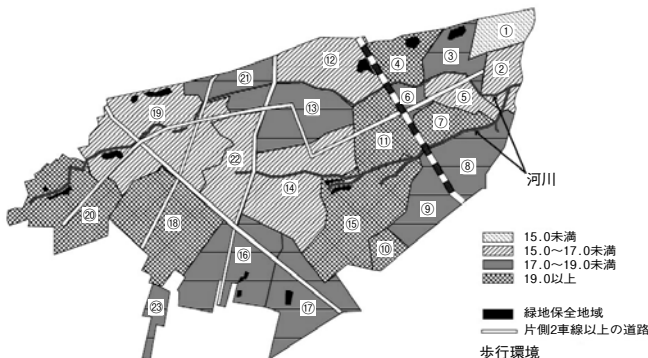 ①
⑫
④
③
②
㉑
⑥
⑤
⑬
⑲
⑦
⑪
㉒
⑧
河川
⑭
⑳
⑱
⑮
⑨
15.0未満
⑩
15.0～17.0未満
⑯
17.0～19.0未満
19.0以上
㉓
⑰
緑地保全地域
片側2車線以上の道路
歩行環境